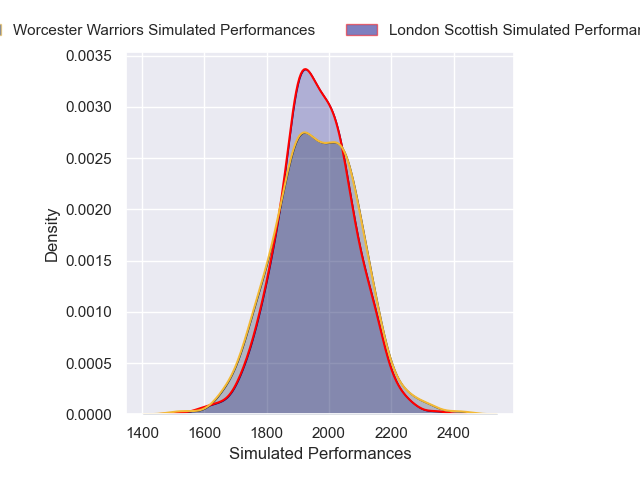 Worcester Warriors Simulated Performances
London Scottish Simulated
0.0035
0.0030
0.0025
0.0020
0.0015
0.0010
0.0005
0.0000
Density
1400 1600 1800 2000 2200 2400
Simulated Performances